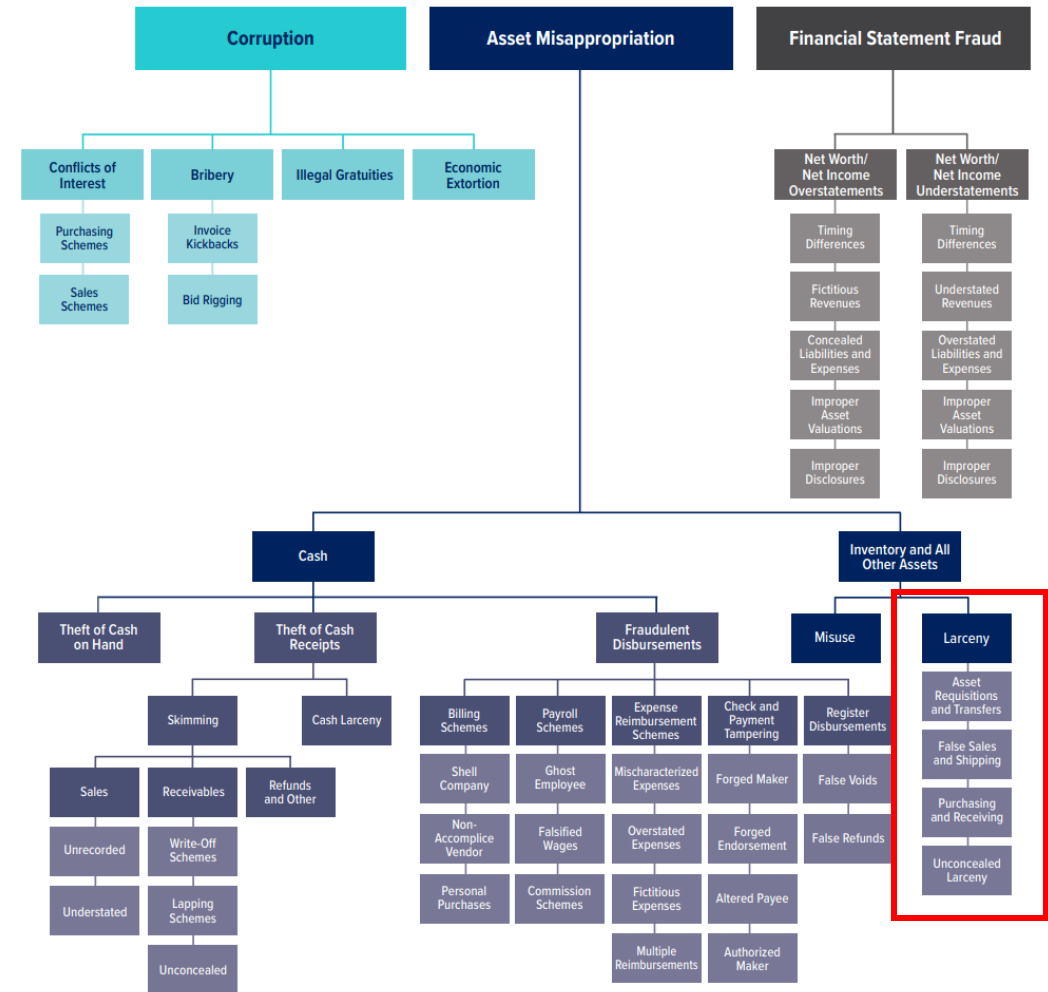 Corruption
Asset Misappropriation
Financial Statement Fraud
Conflicts of
Interest
Bribery
Illegal Gratuities
Economic
Extortion
Purchasing
Schemes
Sales
Schemes
Invoice
Kickbacks
Bid Rigging
Net Worth/
Net Income
Overstatements
Net Worth/
Net Income
Understatements
Timing
Differences
Fictitious
Revenues
Concealed
Liabilities and
Expenses
Improper
Asset
Valuations
Improper
Disclosures
Timing
Differences
Understated
Revenues
Overstated
Liabilities and
Expenses
Improper
Asset
Valuations
Improper
Disclosures
Cash
Inventory and All
Other Assets
Theft of Cash
on Hand
Theft of Cash
Receipts
Fraudulent
Disbursements
Misuse
Larceny
Skimming
Cash Larceny
Sales
Receivables
Refunds
and Other
Unrecorded
Understated
Write-Off
Schemes
Lapping
Schemes
Unconcealed
Billing
Schemes
Shell
Company
Non-
Accomplice
Vendor
Personal
Purchases
Payroll
Schemes
Ghost
Employee
Falsified
Wages
Commission
Schemes
Expense
Reimbursement
Schemes
Mischaracterized
Expenses
Overstated
Expenses
Fictitious
Expenses
Multiple
Reimbursements
Check and
Payment
Tampering
Forged Maker
Forged
Endorsement
Altered Payee
Authorized
Maker
Register
Disbursements
False Voids
False Refunds
Asset
Requisitions
and Transfers
False Sales
and Shipping
Purchasing
and Receiving
Unconcealed
Larceny